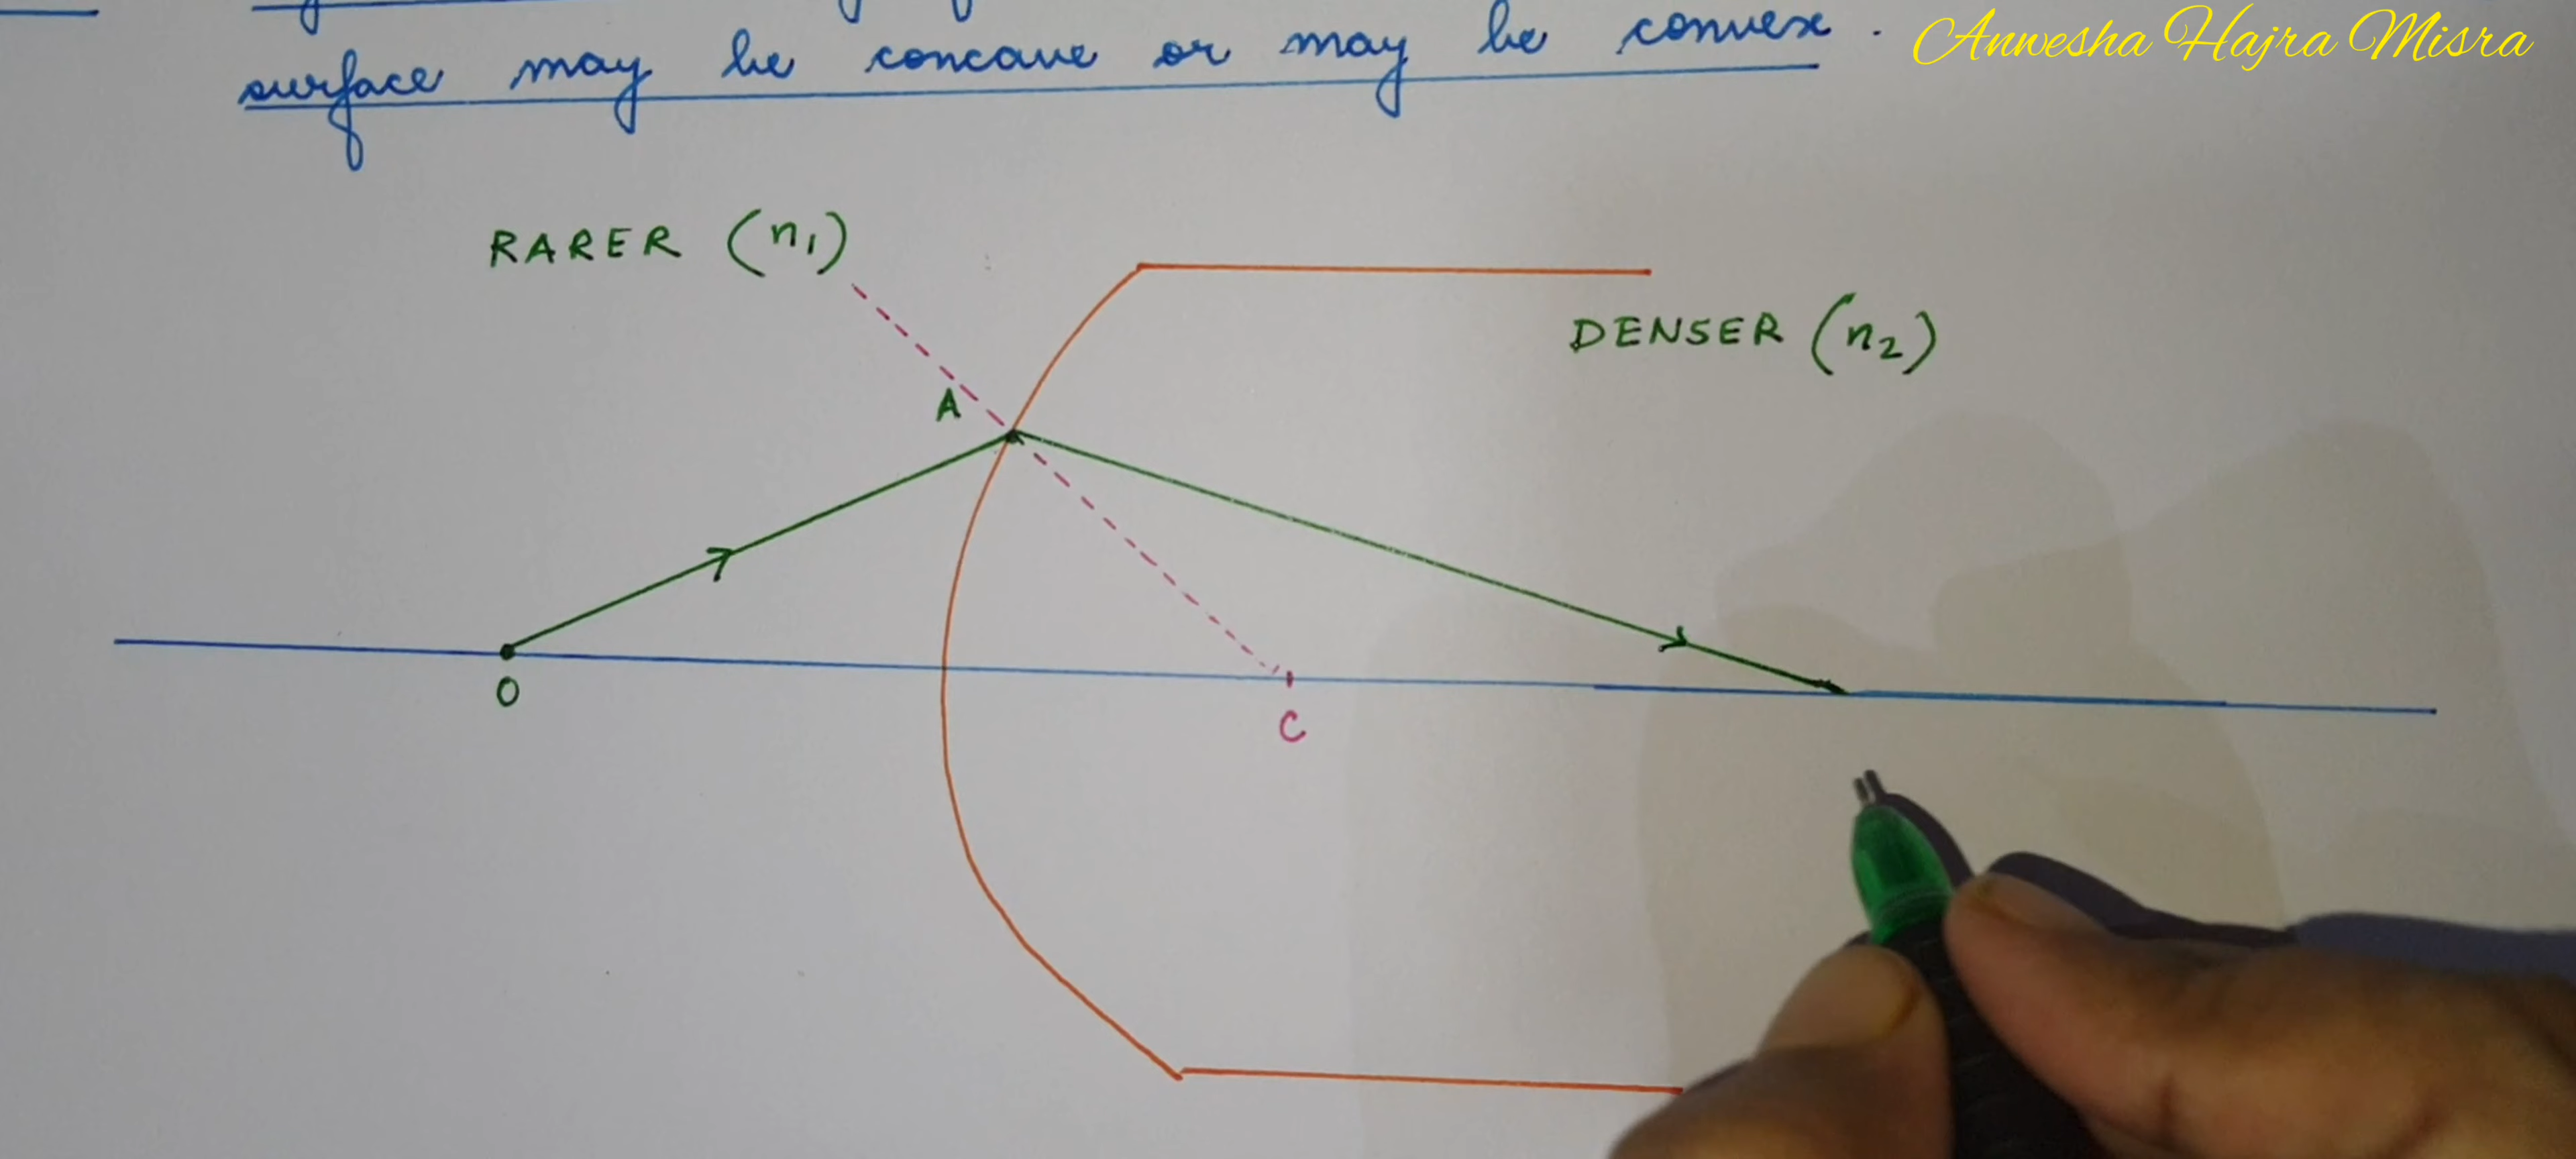 surface may be concave or may be convex.
Anwesha Hajra Misra
RARER (n₁)
DENSER (n₂)
A
O
C